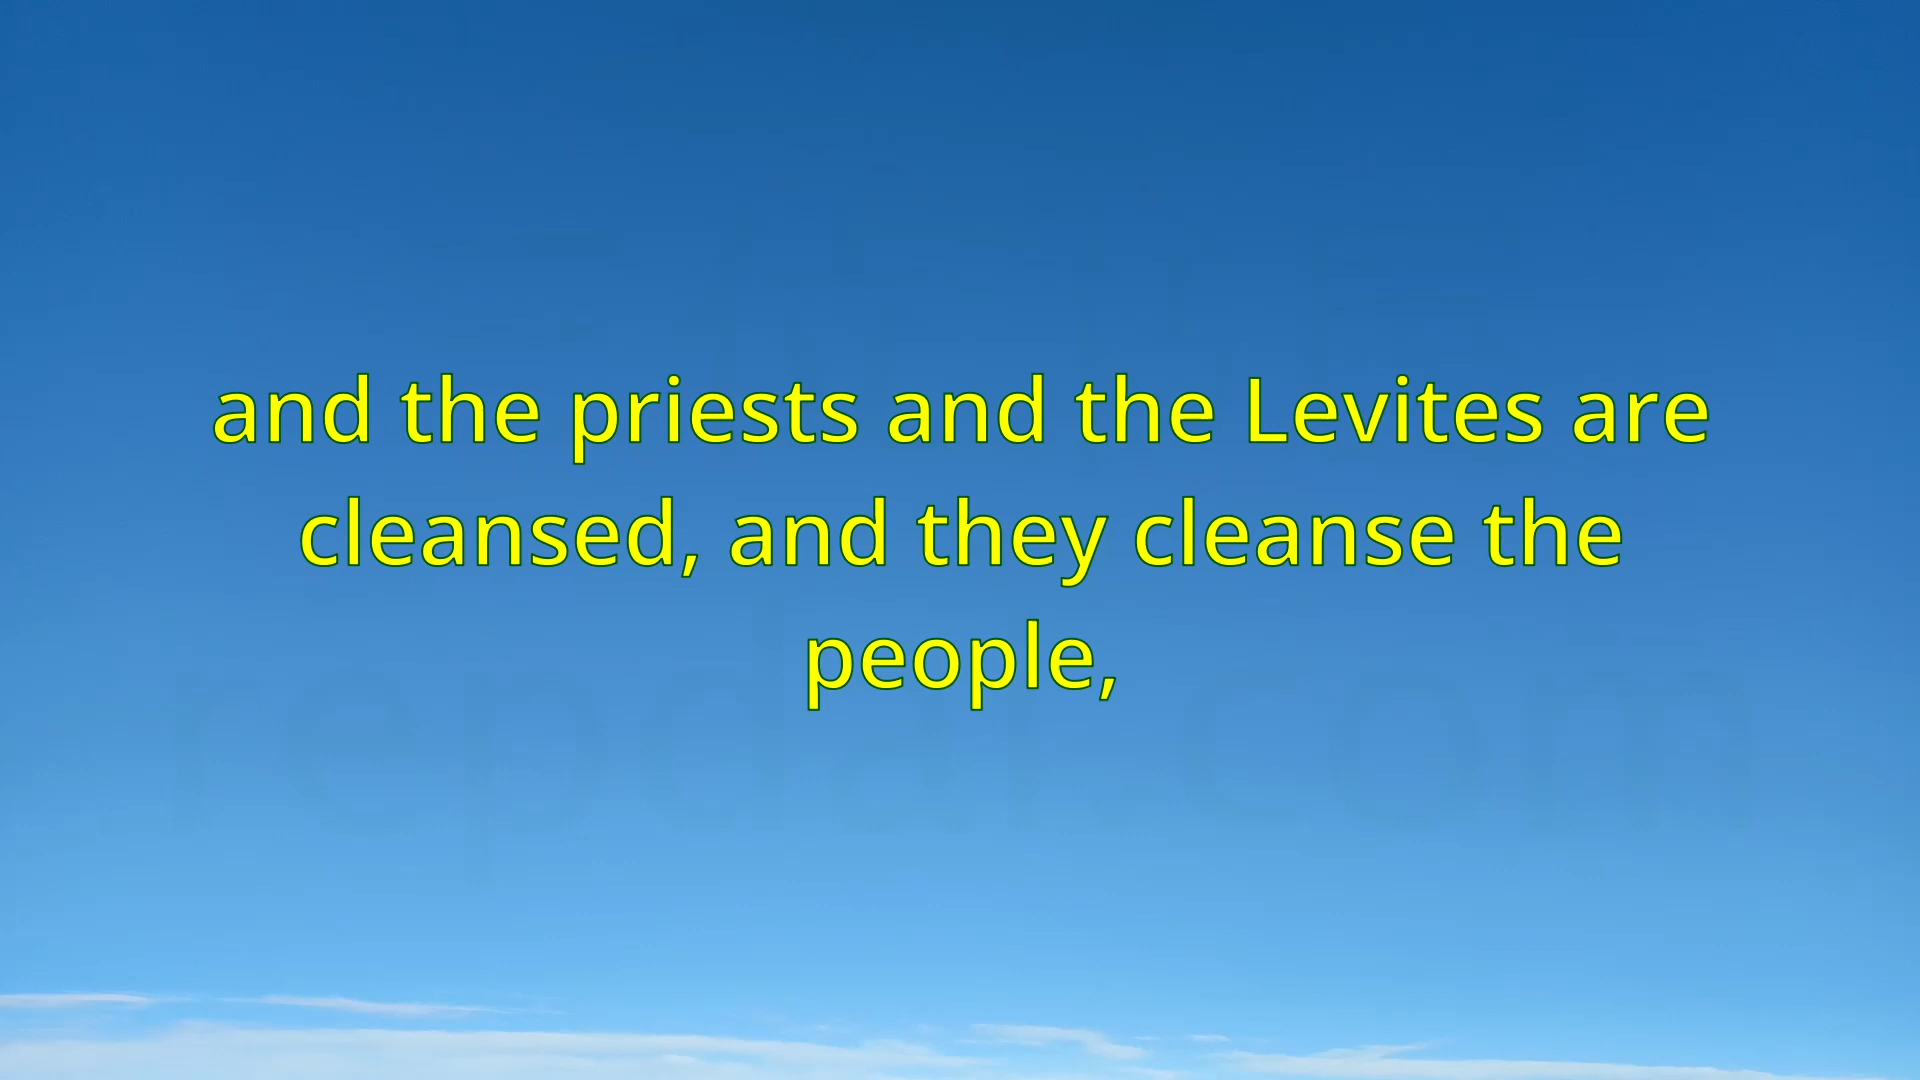 and the priests and the Levites are
cleansed, and they cleanse the
people,